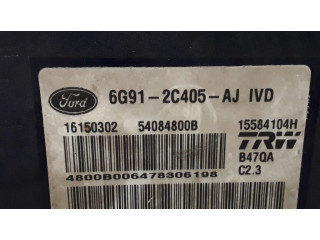 Ford
6G91-2C405-AJ IVD
16150302 54084800B 15584104H
TRW
B47QA
4800B006478306198 C2.3